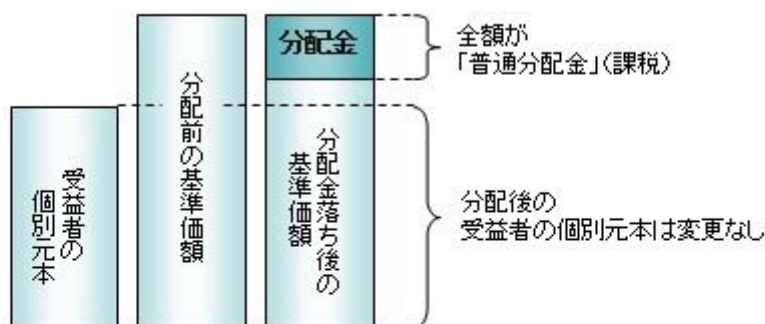 受益者の
個別元本
分配前の基準価額
分配金
分配金落ち後の
基準価額
全額が
「普通分配金」(課税)
分配後の
受益者の個別元本は変更なし